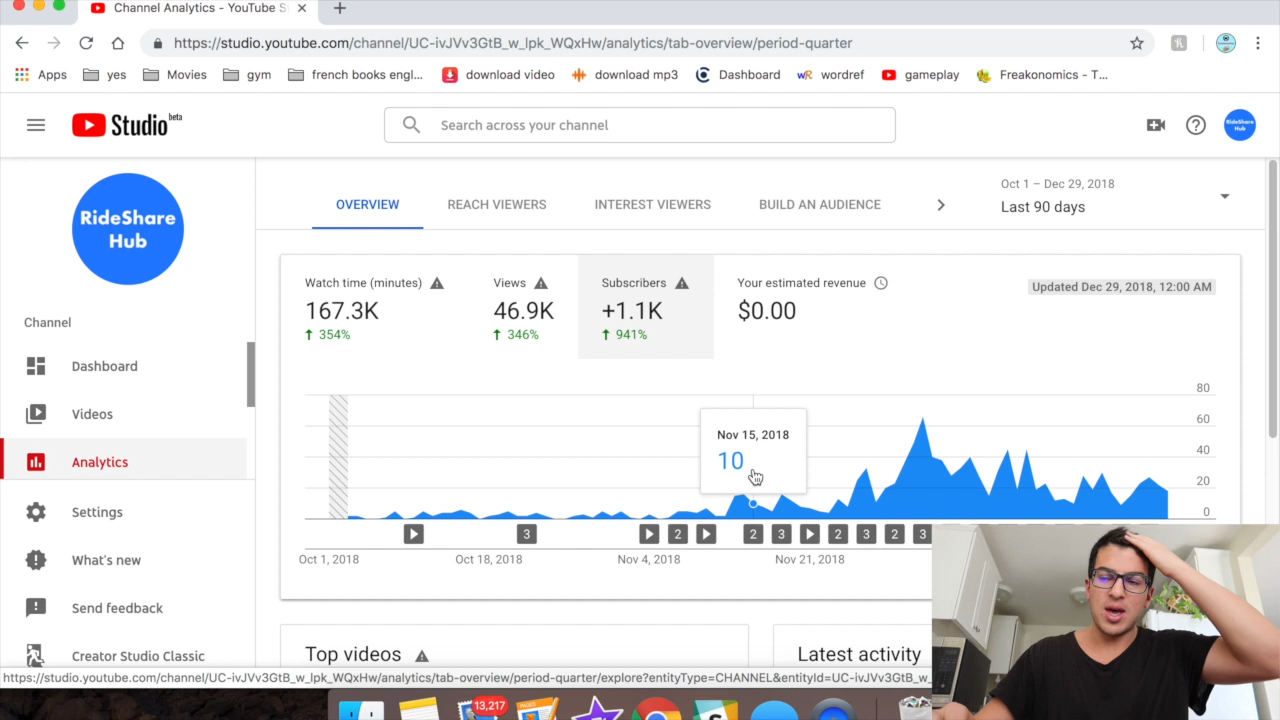 Channel Analytics - YouTube S
https://studio.youtube.com/channel/UC-ivJVv3GtB_w_lpk_WQxHw/analytics/tab-overview/period-quarter
Apps yes Movies gym french books engl... download video download mp3 Dashboard wordref gameplay Freakonomics - T...
Studio beta
Search across your channel
RideShare Hub
RideShare
Hub
Channel
Dashboard
Videos
Analytics
Settings
What's new
Send feedback
Creator Studio Classic
OVERVIEW REACH VIEWERS INTEREST VIEWERS BUILD AN AUDIENCE
Oct 1 – Dec 29, 2018
Last 90 days
Watch time (minutes) Views Subscribers Your estimated revenue
167.3K 46.9K +1.1K $0.00
354% 346% 941%
Updated Dec 29, 2018, 12:00 AM
80
60
40
20
0
Nov 15, 2018
10
3 2 2 3 2 3 2 3
Oct 1, 2018 Oct 18, 2018 Nov 4, 2018 Nov 21, 2018
Top videos
Latest activity
https://studio.youtube.com/channel/UC-ivJVv3GtB_w_lpk_WQxHw/analytics/tab-overview/period-quarter/explore?entityType=CHANNEL&entityId=UC-ivJVv3GtB_w_
13,217
PAGES